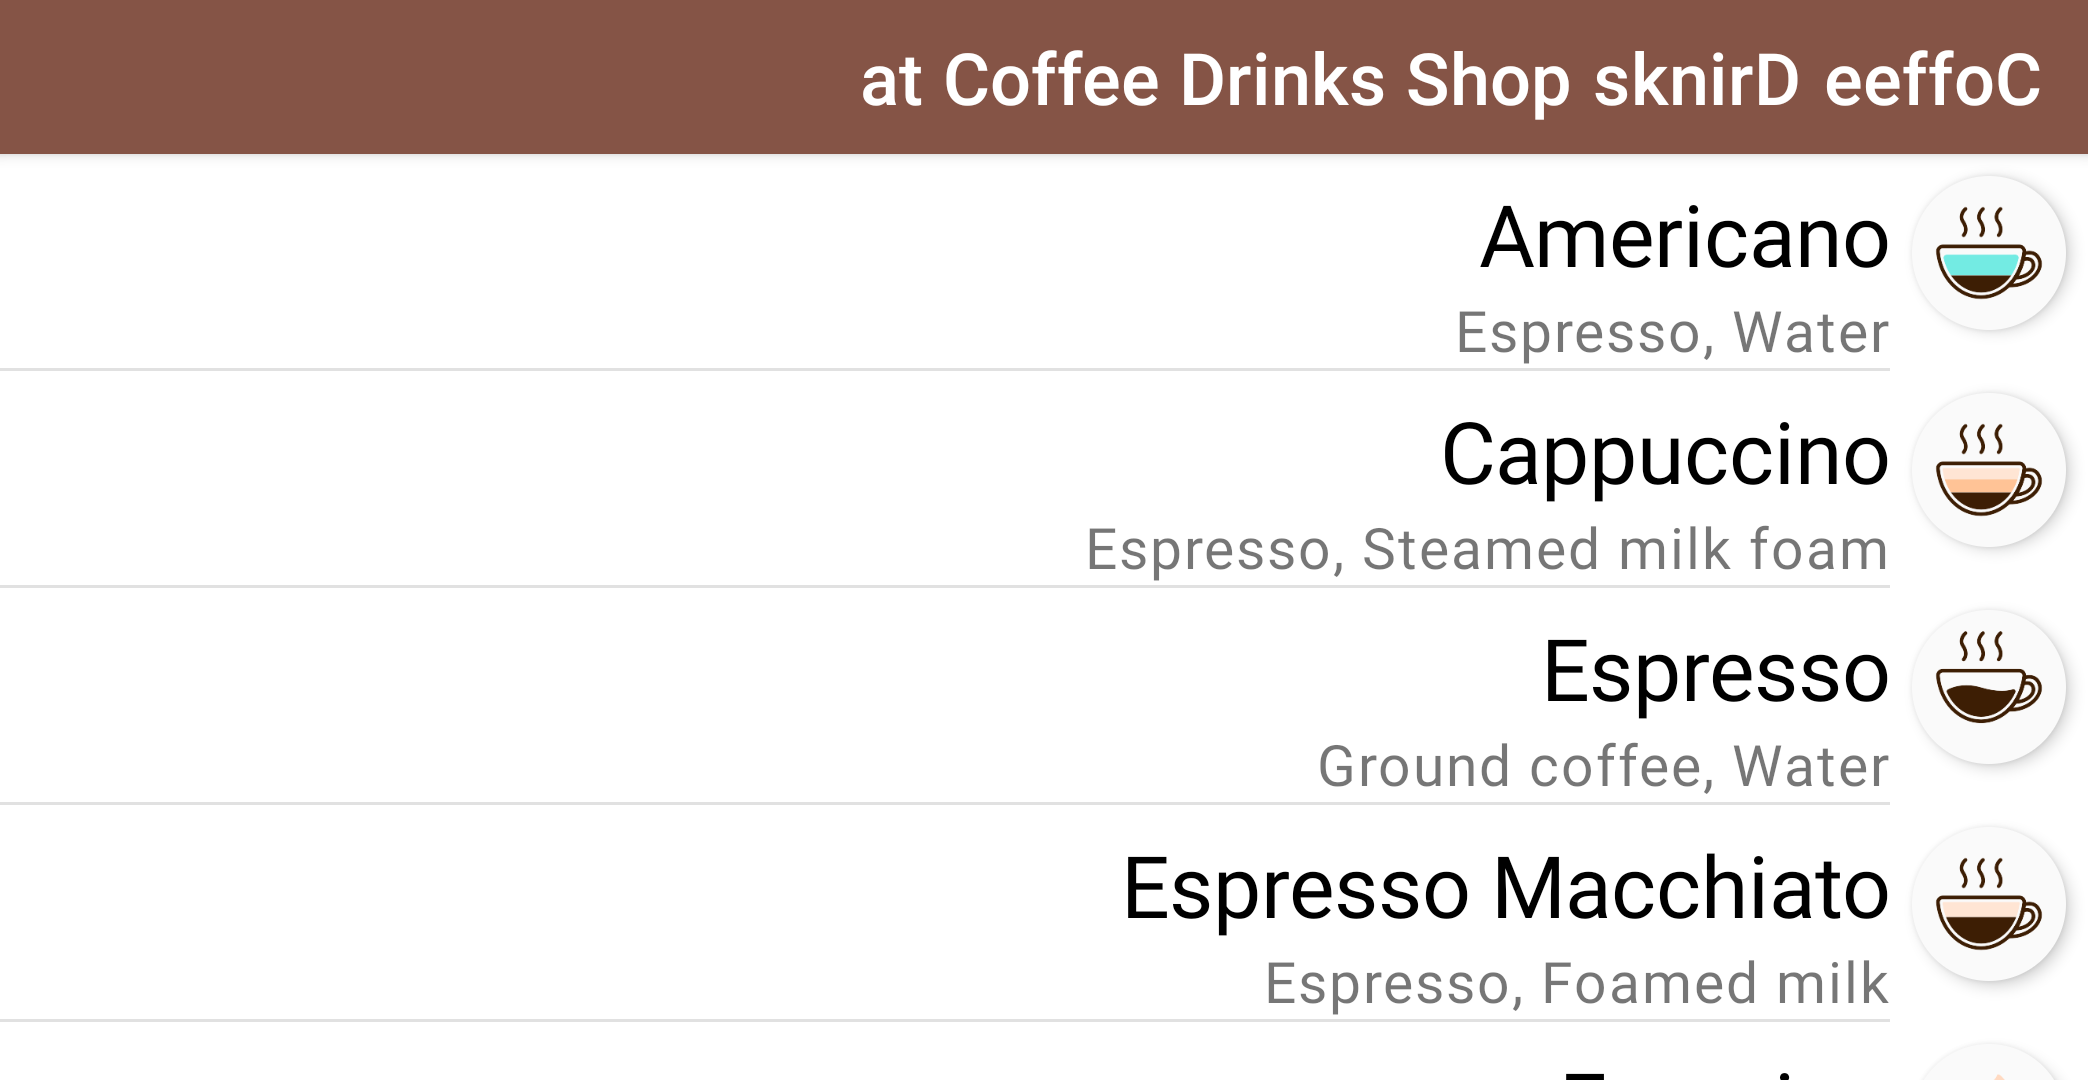 at Coffee Drinks Shop sknirD eeffoC
Americano
Espresso, Water
Cappuccino
Espresso, Steamed milk foam
Espresso
Ground coffee, Water
Espresso Macchiato
Espresso, Foamed milk